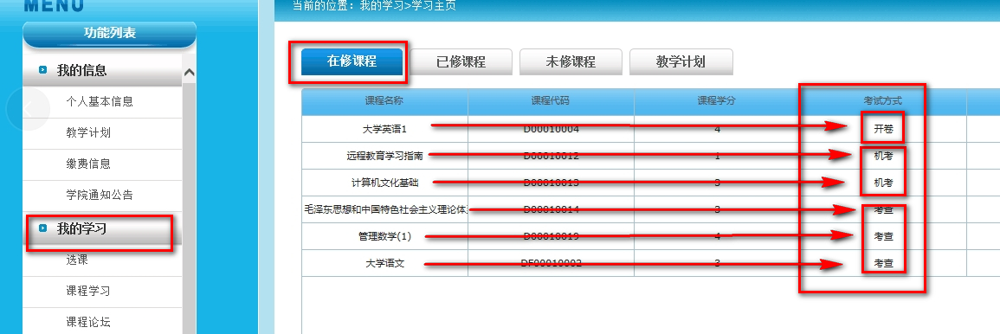 MENU
当前的位置：我的学习>学习主页
功能列表
我的信息
个人基本信息
教学计划
缴费信息
学院通知公告
我的学习
选课
课程学习
课程论坛
在修课程 已修课程 未修课程 教学计划
课程名称 课程代码 课程学分 考试方式
大学英语1 D00010004 4 开卷
远程教育学习指南 D00010012 1 机考
计算机文化基础 D00010013 3 机考
毛泽东思想和中国特色社会主义理论体 D00010014 3 考查
管理数学(1) D00010019 4 考查
大学语文 DF00010002 3 考查